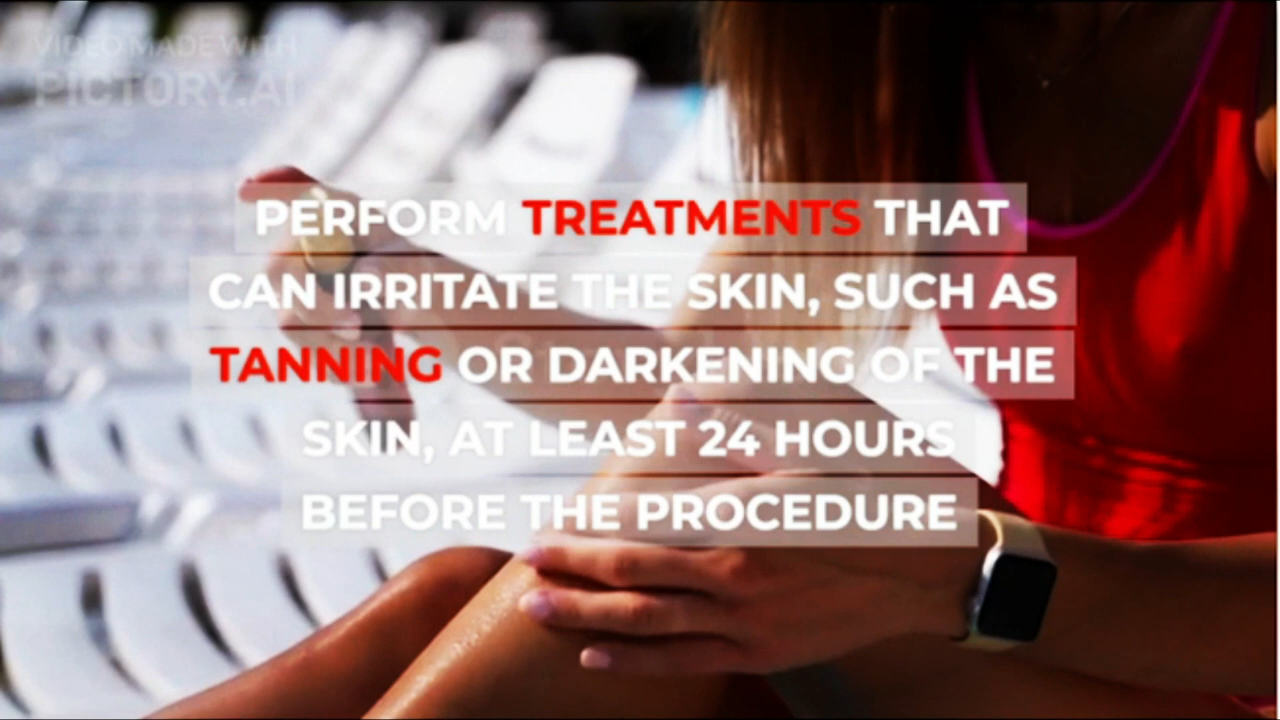 VIDEO MADE WITH
PICTORY.AI
PERFORM TREATMENTS THAT
CAN IRRITATE THE SKIN, SUCH AS
TANNING OR DARKENING OF THE
SKIN, AT LEAST 24 HOURS
BEFORE THE PROCEDURE